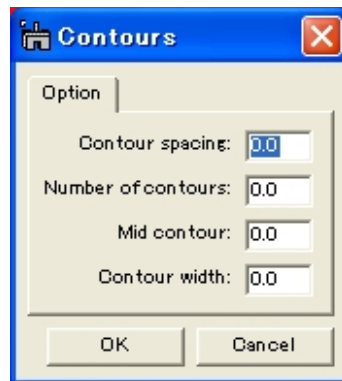 Contours
Option
Contour spacing: 0.0
Number of contours: 0.0
Mid contour: 0.0
Contour width: 0.0
OK Cancel